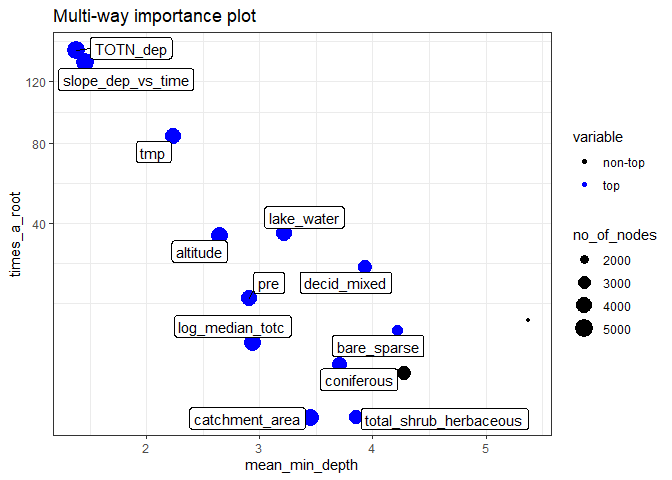 Multi-way importance plot
TOTN_dep
slope_dep_vs_time
tmp
lake_water
altitude
decid_mixed
pre
log_median_totc
bare_sparse
coniferous
catchment_area
total_shrub_herbaceous
120
80
40
times_a_root
2
3
4
5
mean_min_depth
variable
non-top
top
no_of_nodes
2000
3000
4000
5000